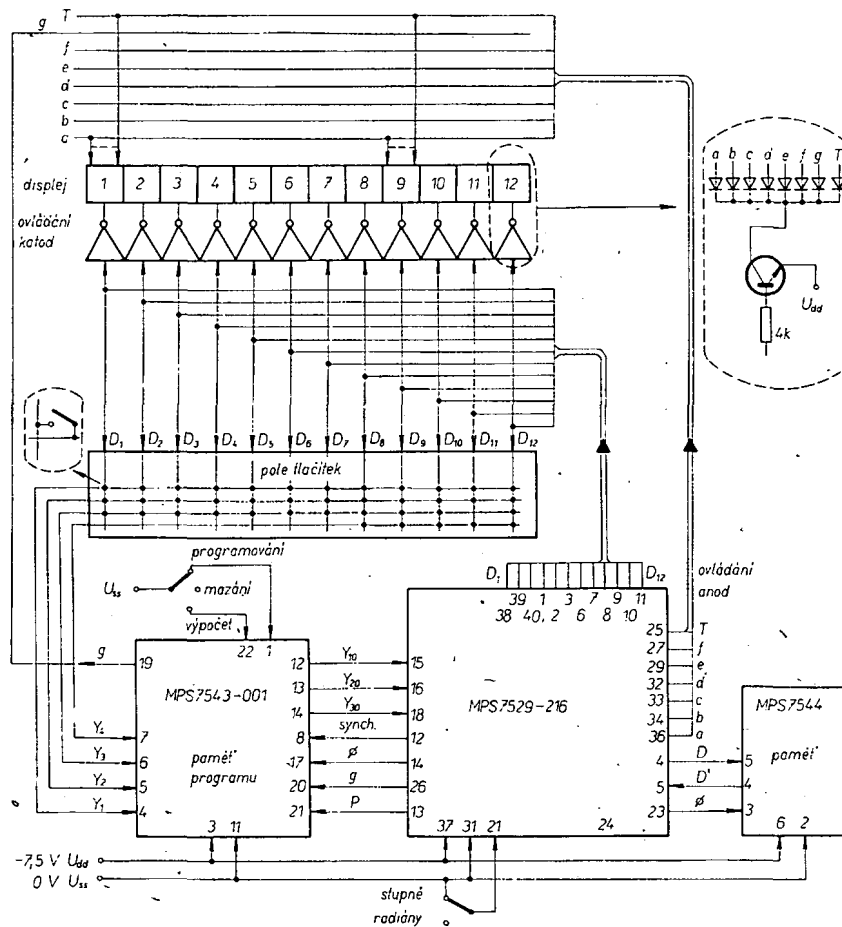 T
g
f
e
d
c
b
a
displej
1 2 3 4 5 6 7 8 9 10 11 12
ovládání
katod
a b c d e f g T
U_dd
4k
D₁ D₂ D₃ D₄ D₅ D₆ D₇ D₈ D₉ D₁₀ D₁₁ D₁₂
pole tlačítek
programování
U_ss
mazání
výpočet
D₁ D₁₂
39 1 3 7 9 11
38 40 2 6 8 10
ovládání
anod
22 1
g 19
MPS7543-001
paměť
programu
12 Y₁₀ 15
13 Y₂₀ 16
14 Y₃₀ 18
8 synch. 12
17 ø 14
20 g 26
21 P 13
Y₄ 7
Y₃ 6
Y₂ 5
Y₁ 4
3 11
MPS7529-216
25 T
27 f
29 e
32 d
33 c
34 b
36 a
4 D 5
5 D' 4
23 ø 3
24
37 31 21
MPS7544
paměť
6 2
-7,5 V U_dd
0 V U_ss
stupně
radiány